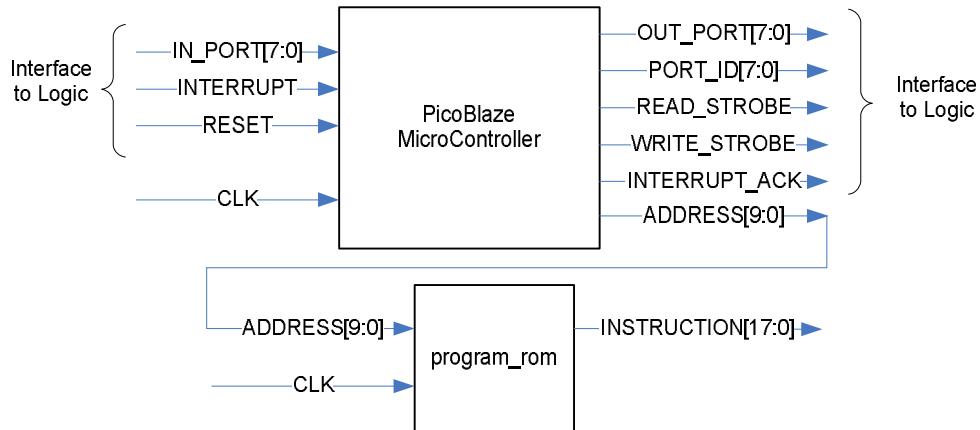 Interface
to Logic
IN_PORT[7:0]
INTERRUPT
RESET
CLK
PicoBlaze
MicroController
OUT_PORT[7:0]
PORT_ID[7:0]
READ_STROBE
WRITE_STROBE
INTERRUPT_ACK
ADDRESS[9:0]
Interface
to Logic
ADDRESS[9:0]
CLK
program_rom
INSTRUCTION[17:0]